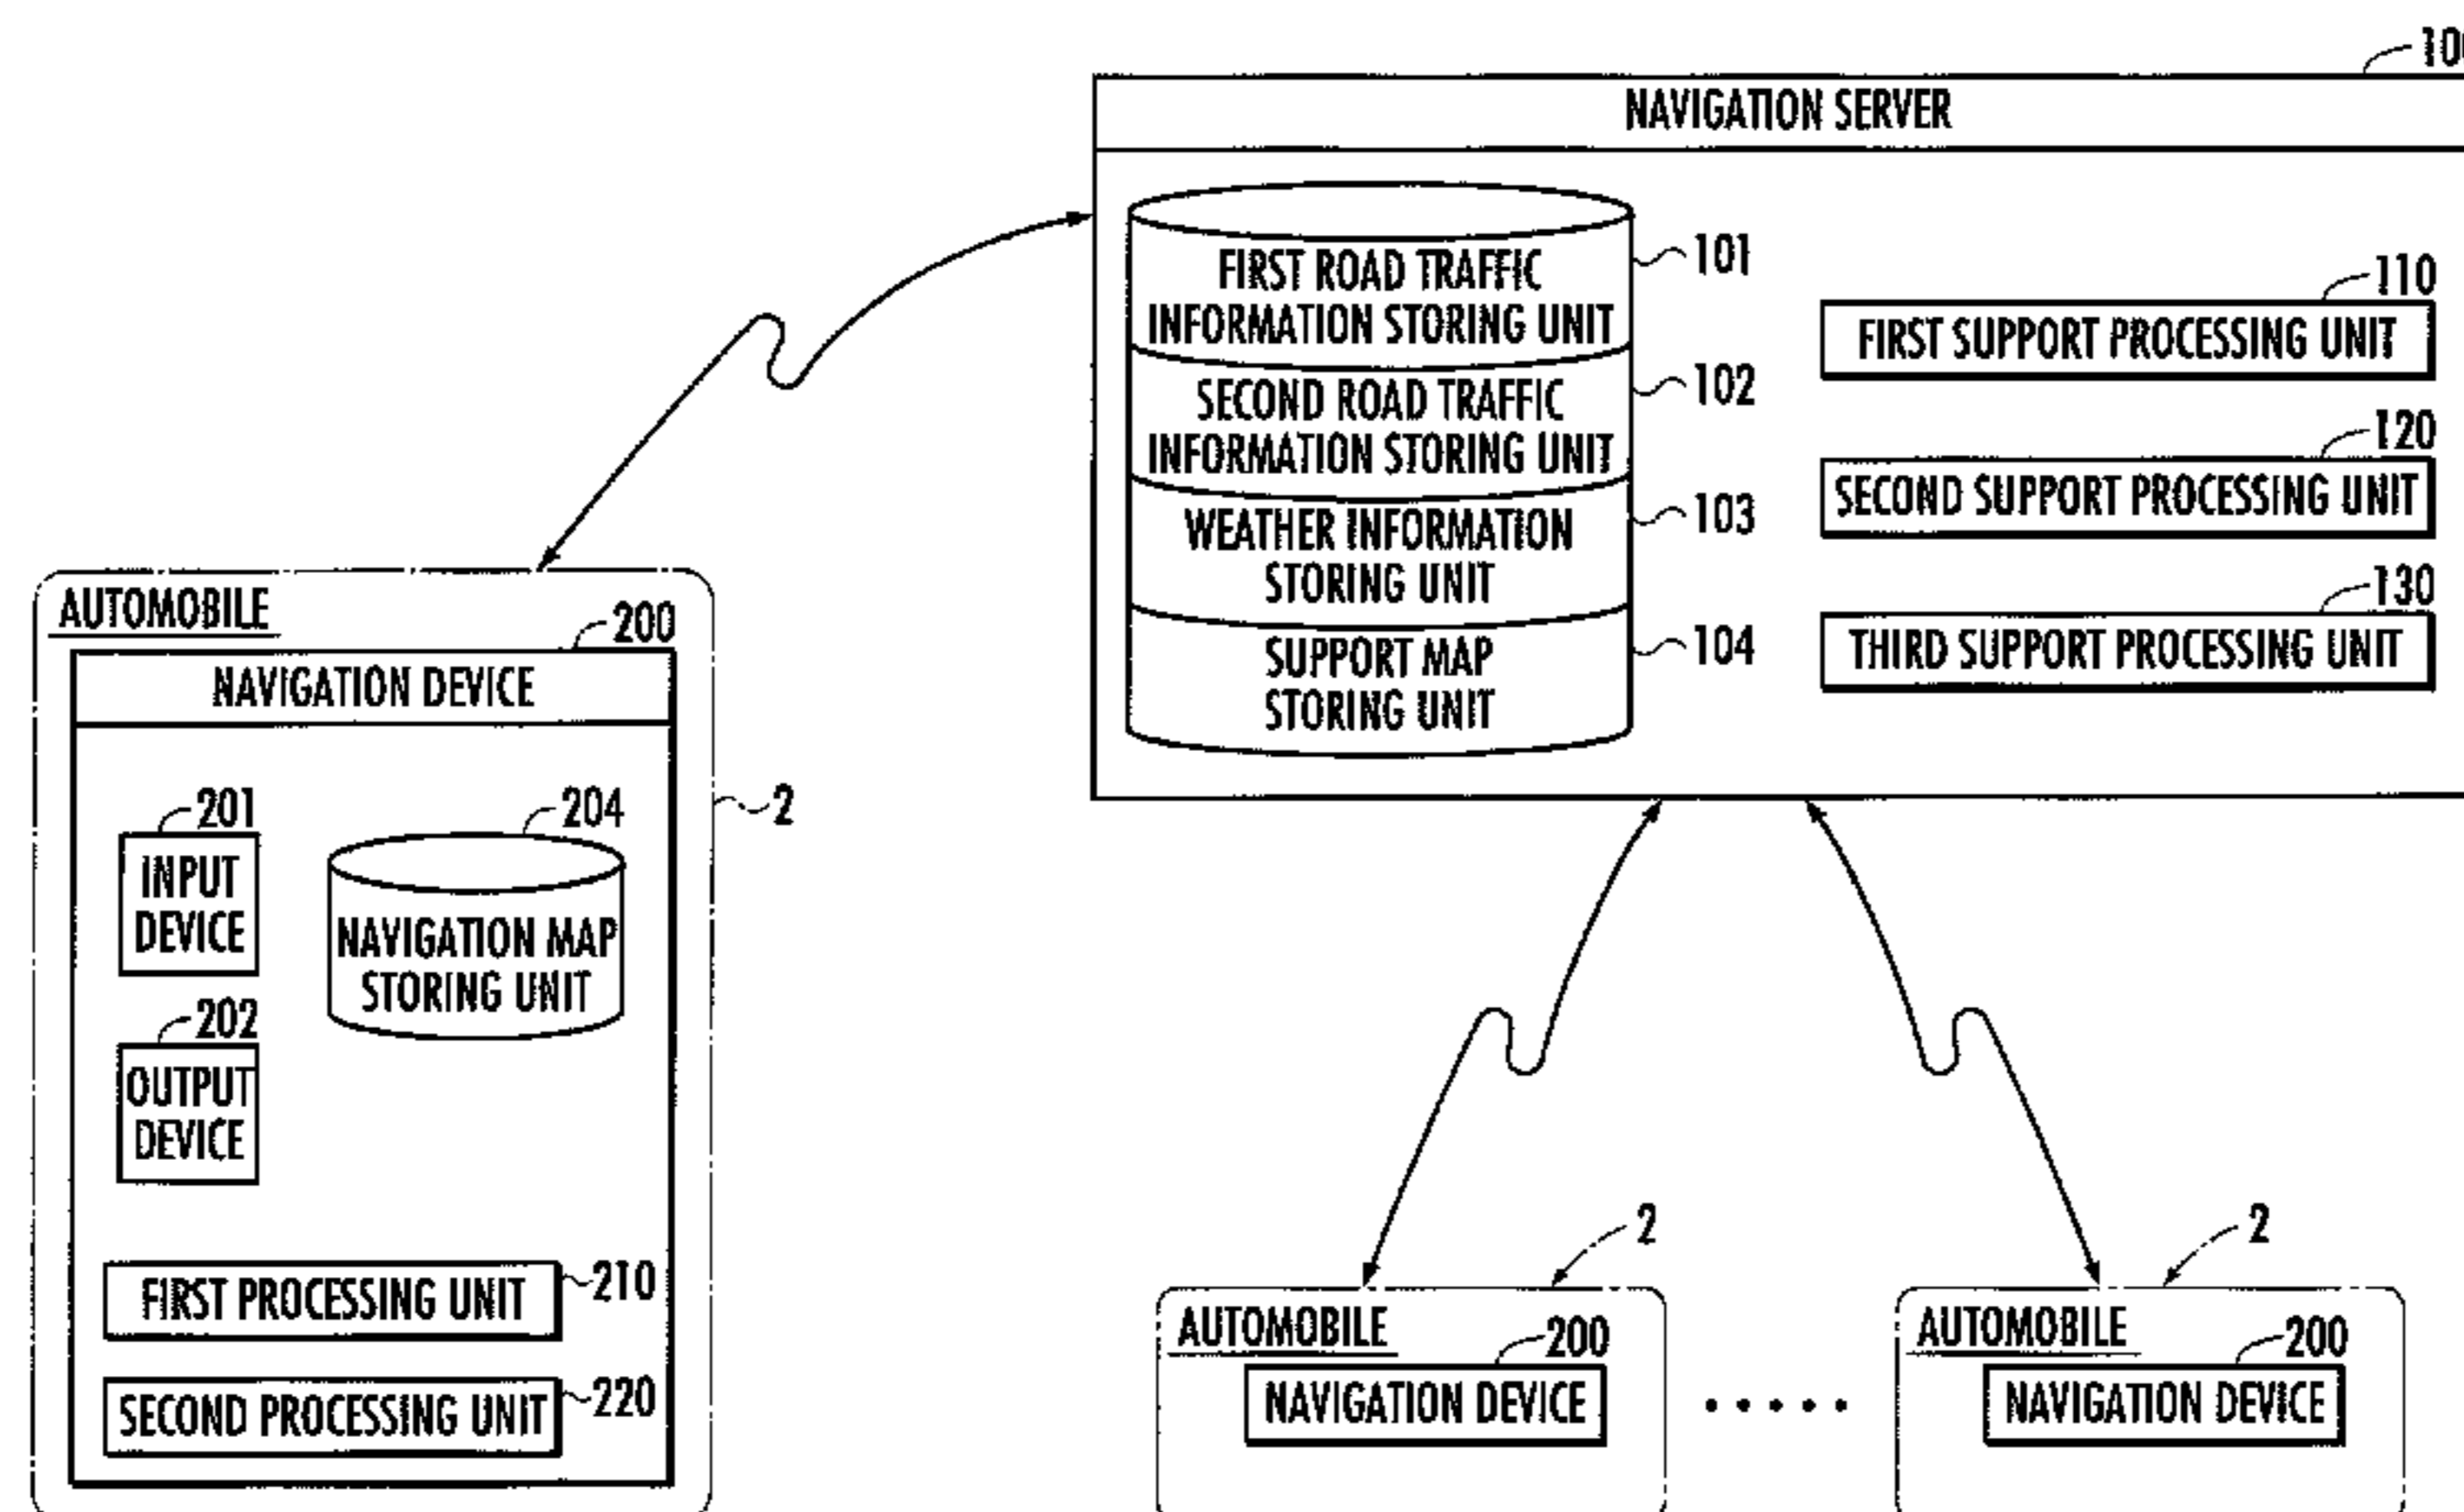 NAVIGATION SERVER
101
FIRST ROAD TRAFFIC
INFORMATION STORING UNIT
102
SECOND ROAD TRAFFIC
INFORMATION STORING UNIT
103
WEATHER INFORMATION
STORING UNIT
104
SUPPORT MAP
STORING UNIT
110
FIRST SUPPORT PROCESSING UNIT
120
SECOND SUPPORT PROCESSING UNIT
130
THIRD SUPPORT PROCESSING UNIT
AUTOMOBILE
2
200
NAVIGATION DEVICE
201
INPUT
DEVICE
204
NAVIGATION MAP
STORING UNIT
202
OUTPUT
DEVICE
FIRST PROCESSING UNIT
210
SECOND PROCESSING UNIT
220
2
AUTOMOBILE
200
NAVIGATION DEVICE
.....
2
AUTOMOBILE
200
NAVIGATION DEVICE